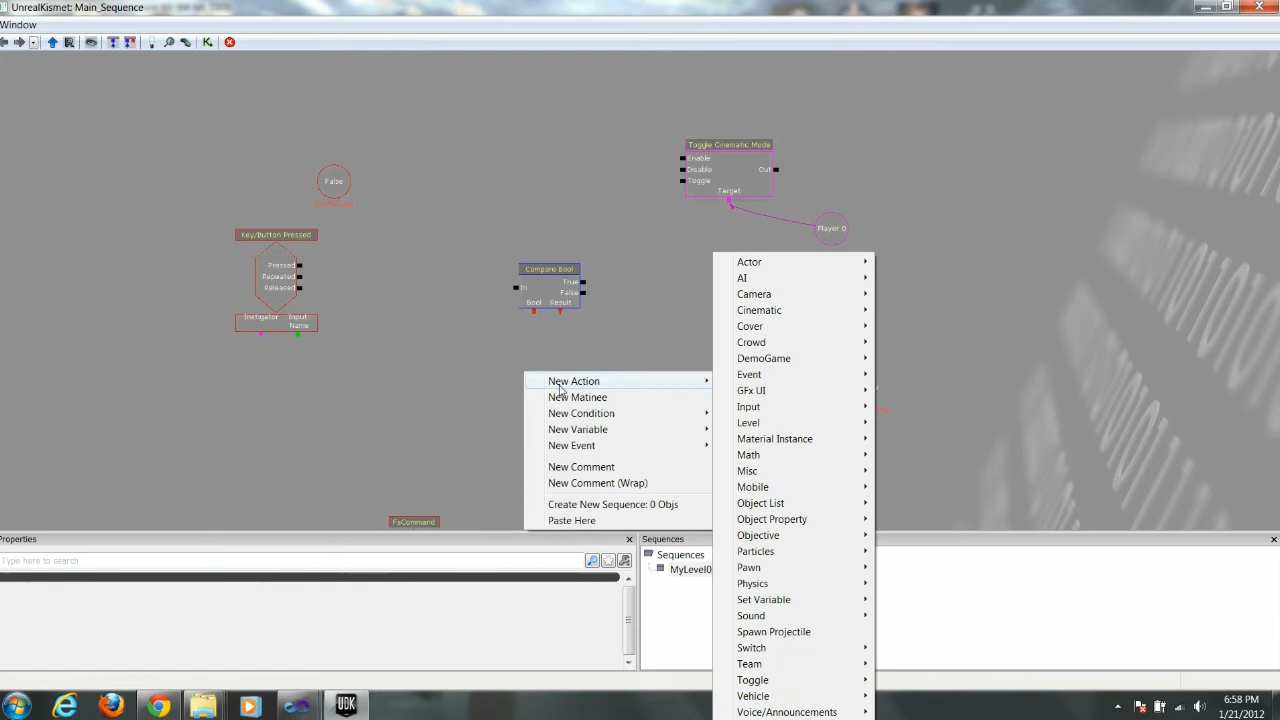 UnrealKismet: Main_Sequence
Window
Toggle Cinematic Mode
Enable
Disable
Out
Toggle
Target
False
Player 0
Key/Button Pressed
Pressed
Repeated
Released
Instigator
Input
Name
Compare Bool
In
True
False
Bool
Result
FsCommand
New Action
New Matinee
New Condition
New Variable
New Event
New Comment
New Comment (Wrap)
Create New Sequence: 0 Objs
Paste Here
Actor
AI
Camera
Cinematic
Cover
Crowd
DemoGame
Event
GFx UI
Input
Level
Material Instance
Math
Misc
Mobile
Object List
Object Property
Objective
Particles
Pawn
Physics
Set Variable
Sound
Spawn Projectile
Switch
Team
Toggle
Vehicle
Voice/Announcements
Properties
Type here to search
Sequences
Sequences
MyLevel0
UDK
6:58 PM
1/21/2012